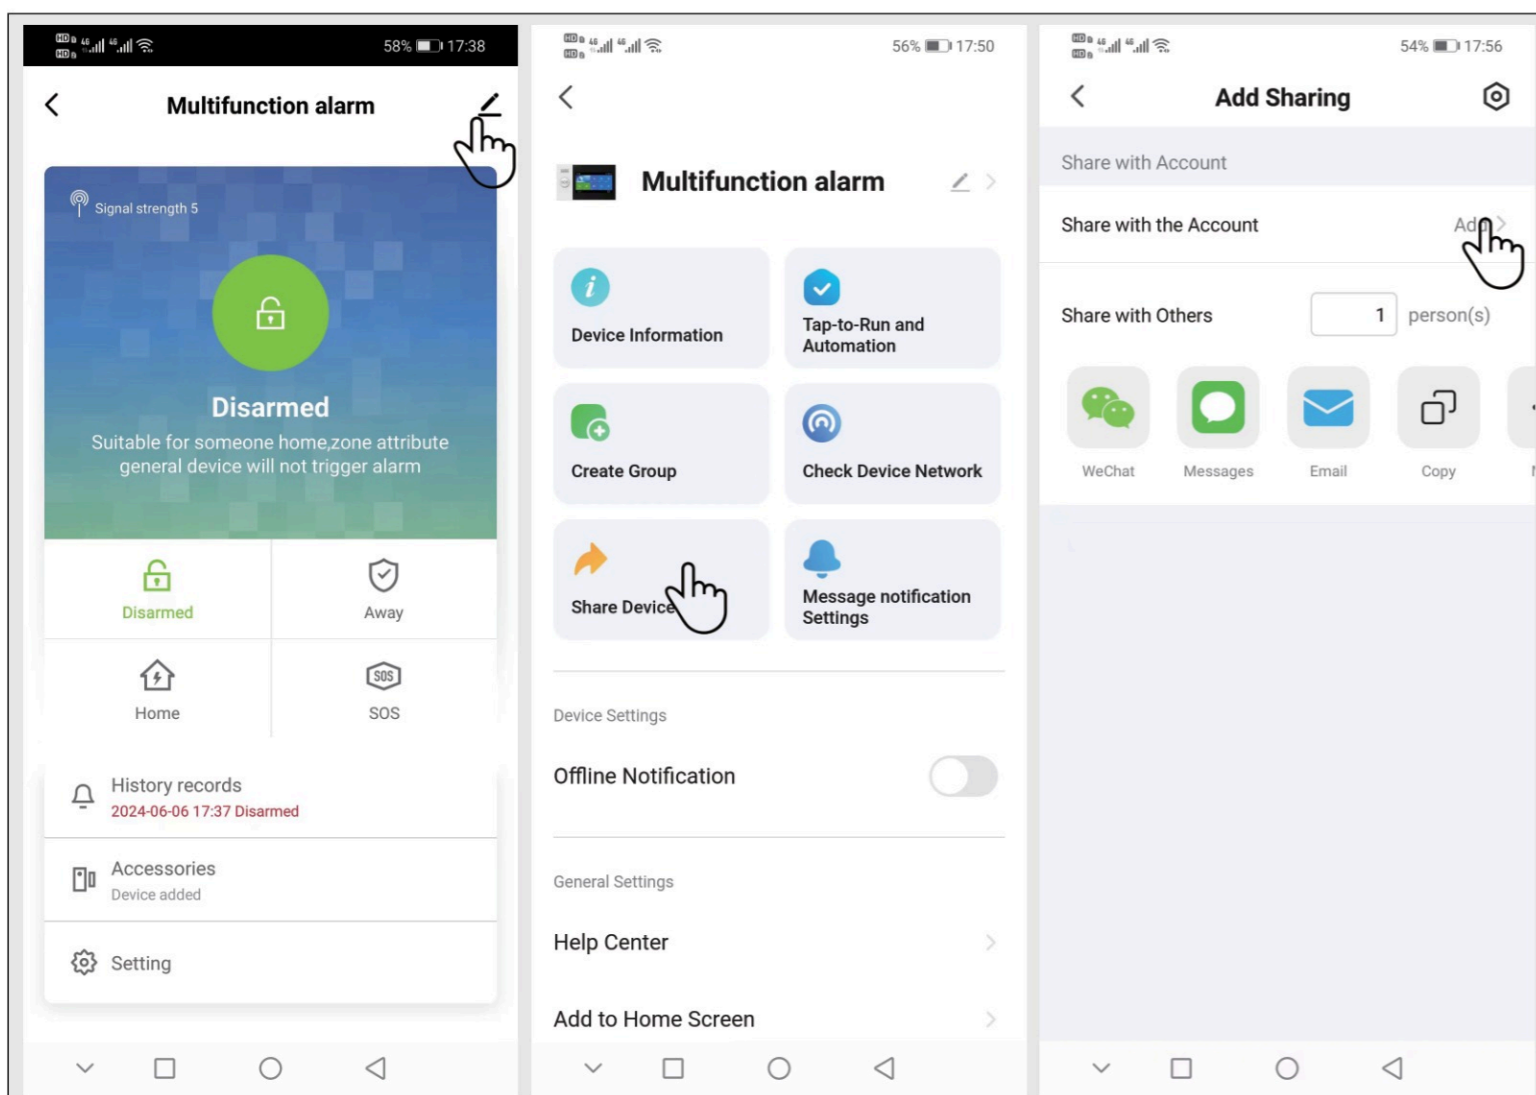 58% 17:38
Multifunction alarm
Signal strength 5
Disarmed
Suitable for someone home,zone attribute
general device will not trigger alarm
Disarmed
Away
Home
SOS
SOS
History records
2024-06-06 17:37 Disarmed
Accessories
Device added
Setting
56% 17:50
Multifunction alarm
Device Information
Tap-to-Run and
Automation
Create Group
Check Device Network
Share Device
Message notification
Settings
Device Settings
Offline Notification
General Settings
Help Center
Add to Home Screen
54% 17:56
Add Sharing
Share with Account
Share with the Account
Add
Share with Others
1 person(s)
WeChat
Messages
Email
Copy